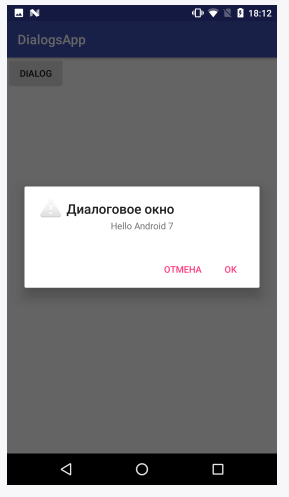 18:12
DialogsApp
DIALOG
Диалоговое окно
Hello Android 7
ОТМЕНА OK